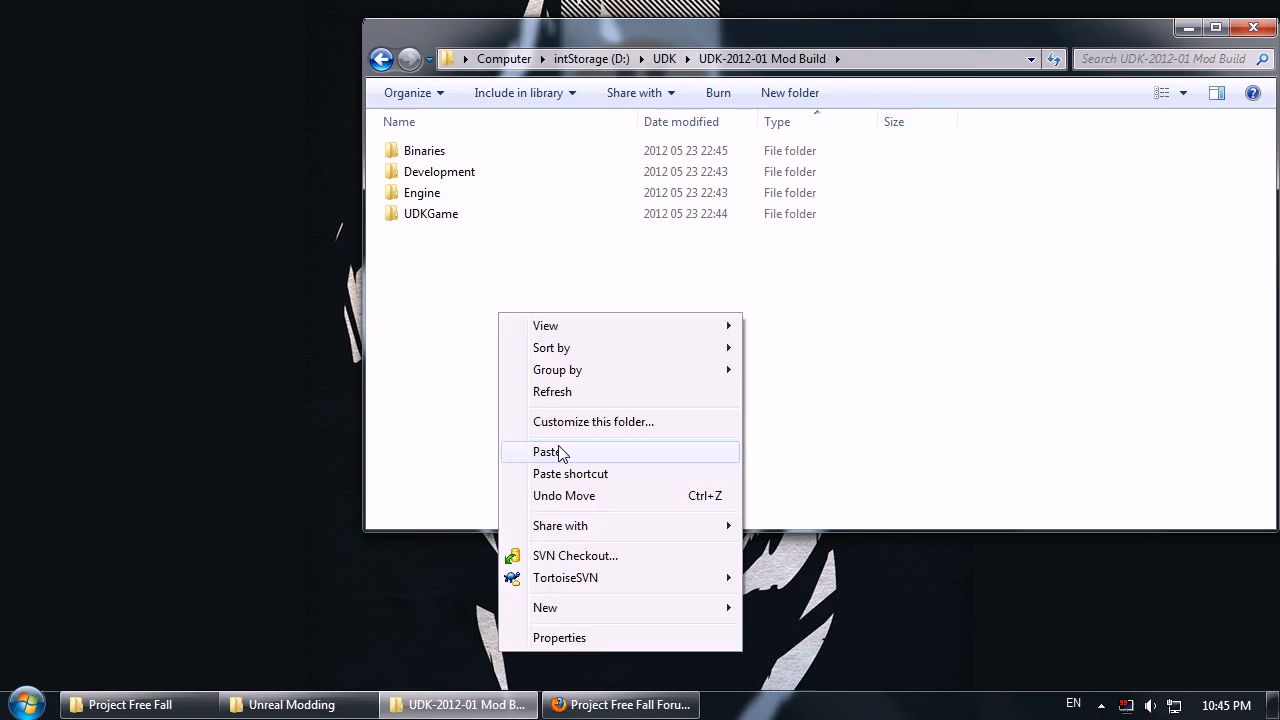 Computer intStorage (D:) UDK UDK-2012-01 Mod Build Search UDK-2012-01 Mod Build
Organize Include in library Share with Burn New folder
Name Date modified Type Size
Binaries 2012 05 23 22:45 File folder
Development 2012 05 23 22:43 File folder
Engine 2012 05 23 22:43 File folder
UDKGame 2012 05 23 22:44 File folder
View
Sort by
Group by
Refresh
Customize this folder...
Paste
Paste shortcut
Undo Move Ctrl+Z
Share with
SVN Checkout...
TortoiseSVN
New
Properties
Project Free Fall Unreal Modding UDK-2012-01 Mod B... Project Free Fall Foru... EN 10:45 PM